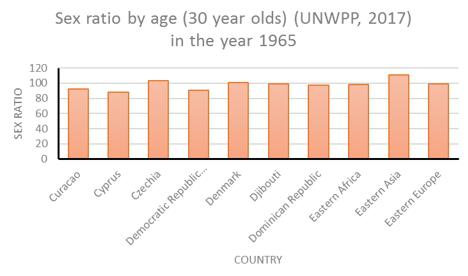 Sex ratio by age (30 year olds) (UNWPP, 2017)
in the year 1965
SEX RATIO
120
100
80
60
40
20
0
Curacao
Cyprus
Czechia
Democratic Republic...
Denmark
Djibouti
Dominican Republic
Eastern Africa
Eastern Asia
Eastern Europe
COUNTRY